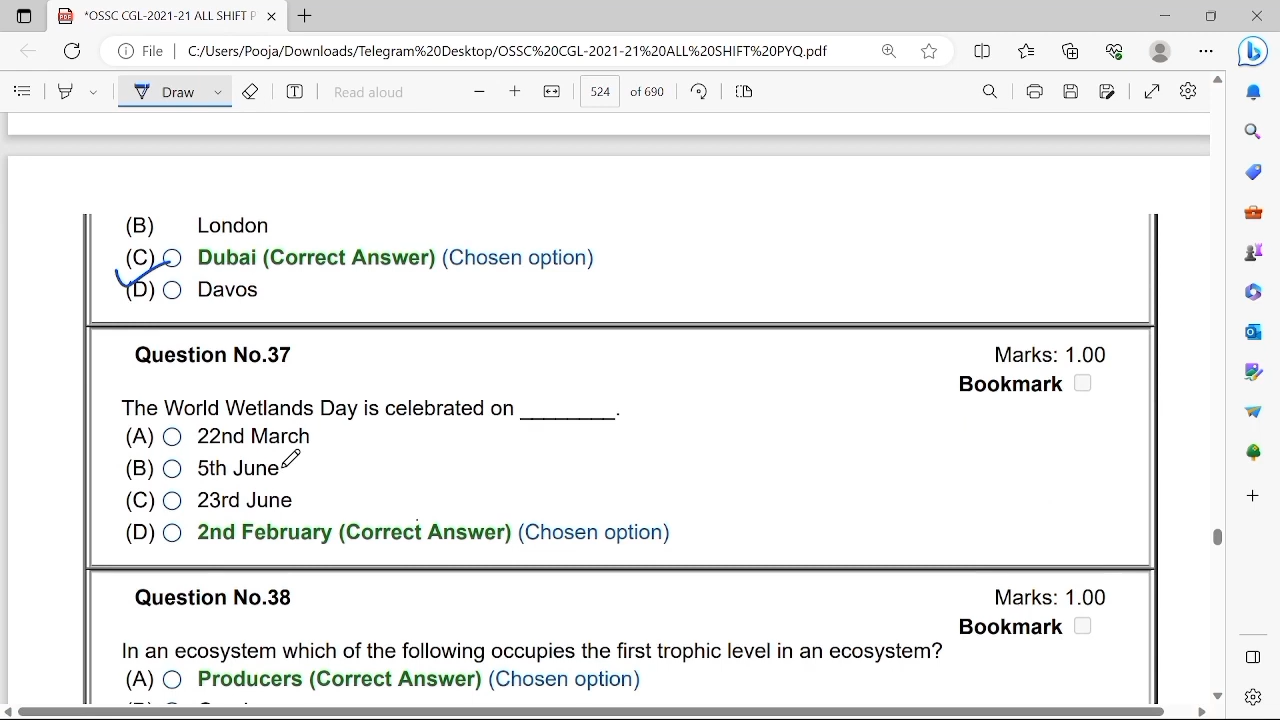 *OSSC CGL-2021-21 ALL SHIFT P
File C:/Users/Pooja/Downloads/Telegram%20Desktop/OSSC%20CGL-2021-21%20ALL%20SHIFT%20PYQ.pdf
Draw Read aloud 524 of 690
(B) London
(C) Dubai (Correct Answer) (Chosen option)
(D) Davos
Question No.37 Marks: 1.00
Bookmark
The World Wetlands Day is celebrated on ________.
(A) 22nd March
(B) 5th June
(C) 23rd June
(D) 2nd February (Correct Answer) (Chosen option)
Question No.38 Marks: 1.00
Bookmark
In an ecosystem which of the following occupies the first trophic level in an ecosystem?
(A) Producers (Correct Answer) (Chosen option)